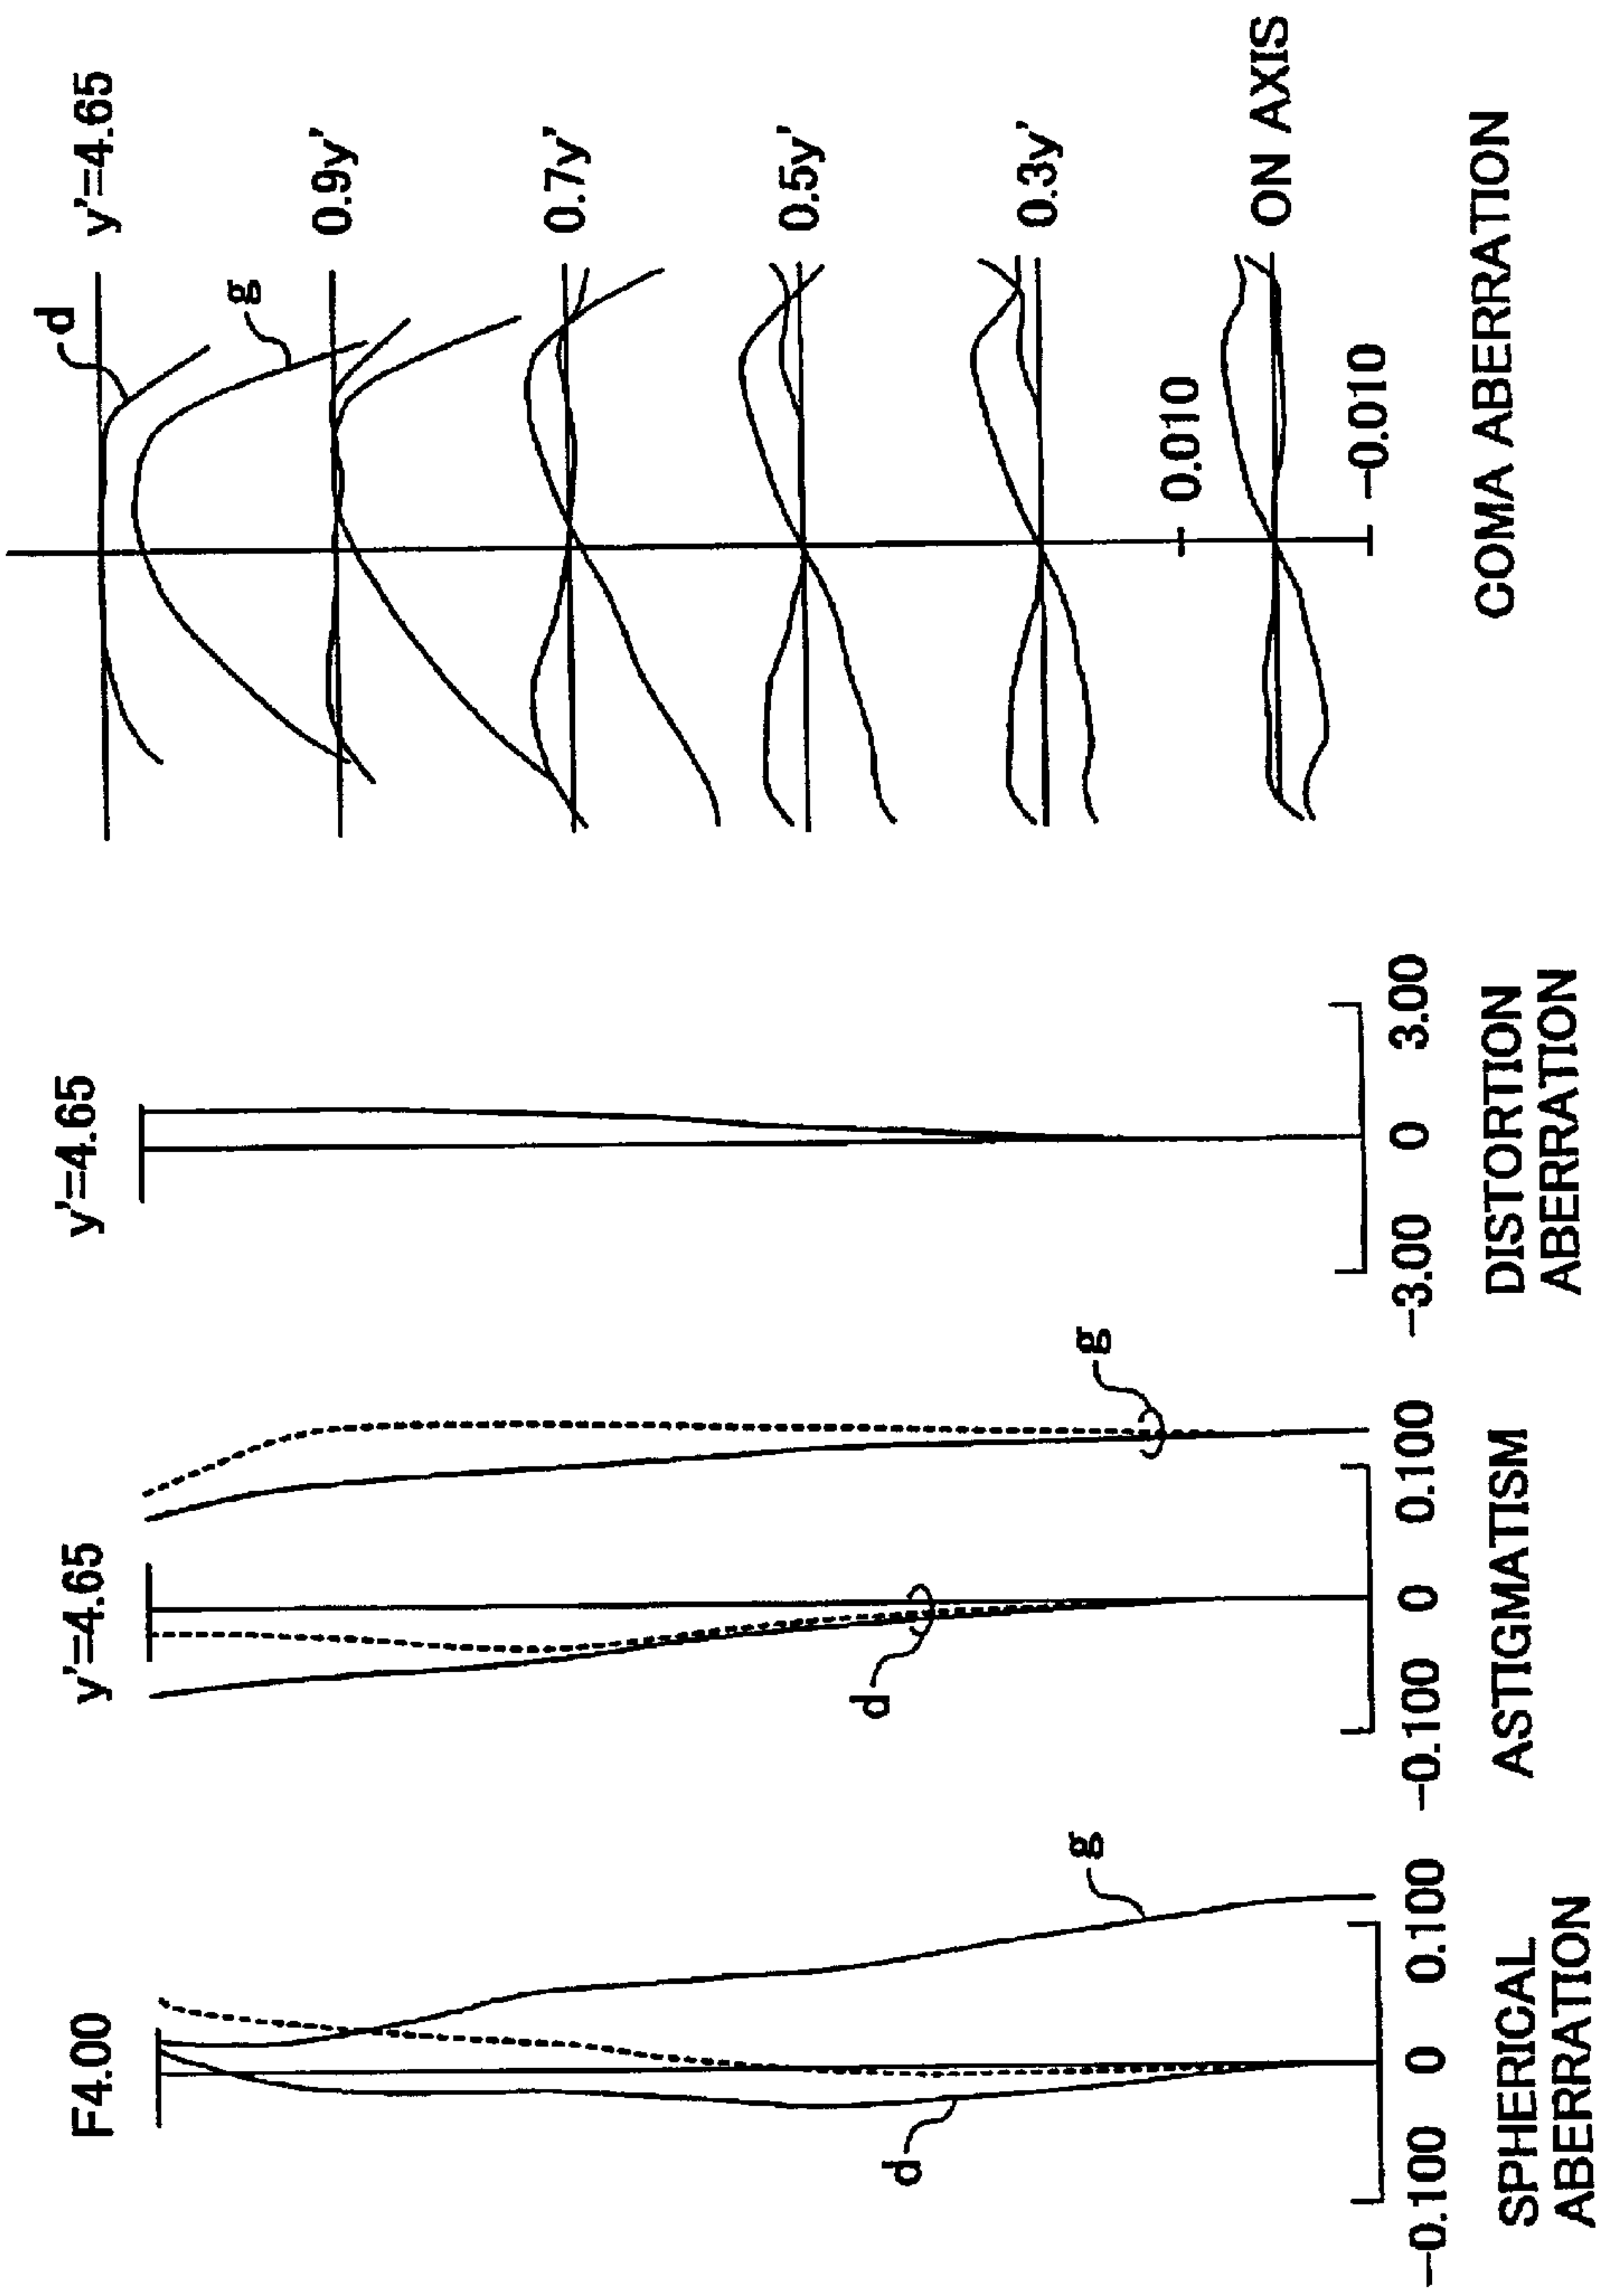 F4.00
g
d
−0.100 0 0.100
SPHERICAL
ABERRATION
y'=4.65
g
d
−0.100 0 0.100
ASTIGMATISM
y'=4.65
−3.00 0 3.00
DISTORTION
ABERRATION
d
y'=4.65
g
0.9y'
0.7y'
0.5y'
0.3y'
0.010
ON AXIS
−0.010
COMA ABERRATION